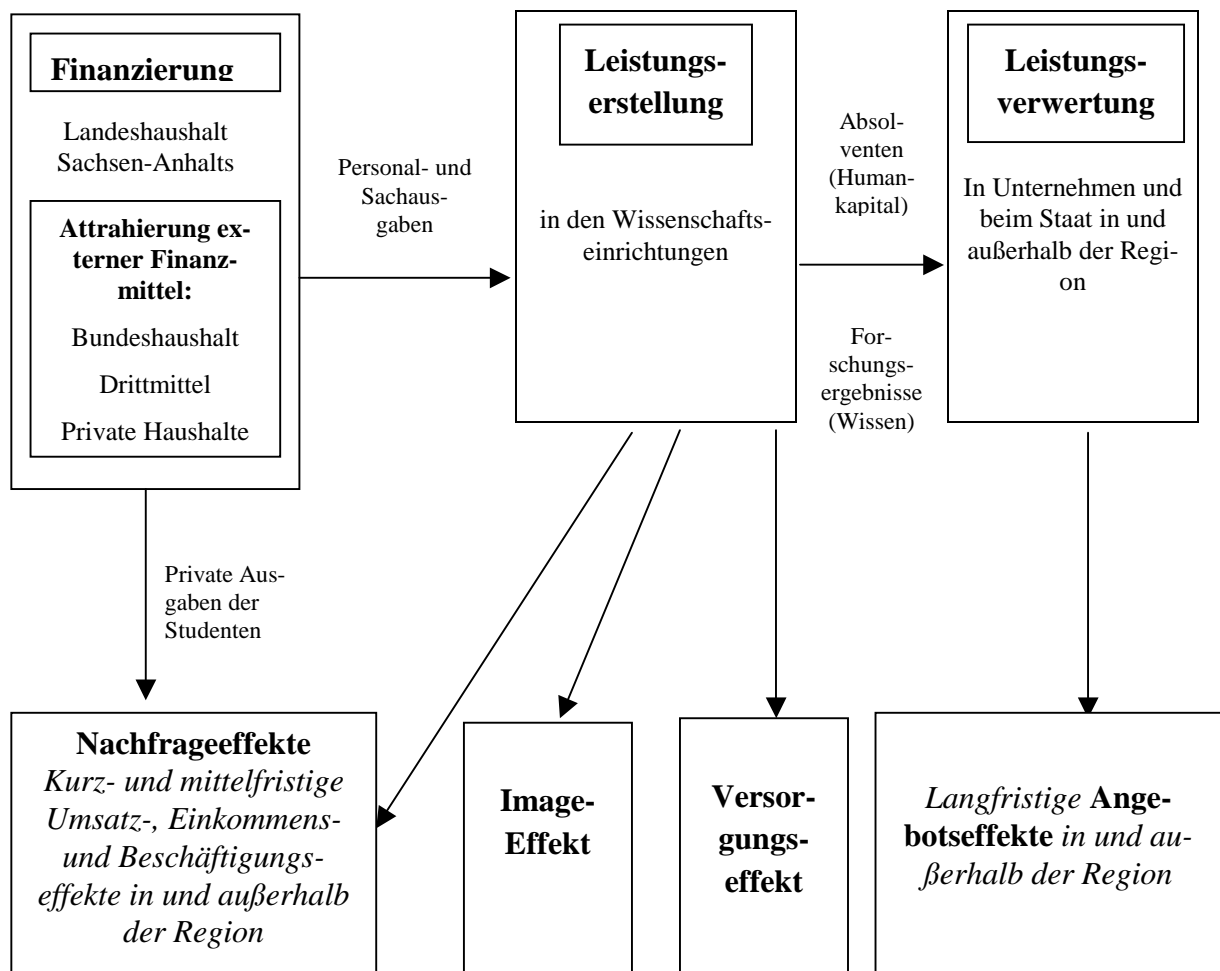 Finanzierung
Landeshaushalt
Sachsen-Anhalts
Attrahierung ex-
terner Finanz-
mittel:
Bundeshaushalt
Drittmittel
Private Haushalte
Personal- und
Sachaus-
gaben
Leistungs-
erstellung
in den Wissenschafts-
einrichtungen
Absol-
venten
(Human-
kapital)
For-
schungs-
ergebnisse
(Wissen)
Leistungs-
verwertung
In Unternehmen und
beim Staat in und
außerhalb der Regi-
on
Private Aus-
gaben der
Studenten
Nachfrageeffekte
Kurz- und mittelfristige
Umsatz-, Einkommens-
und Beschäftigungs-
effekte in und außerhalb
der Region
Image-
Effekt
Versor-
gungs-
effekt
Langfristige Ange-
botseffekte in und au-
ßerhalb der Region